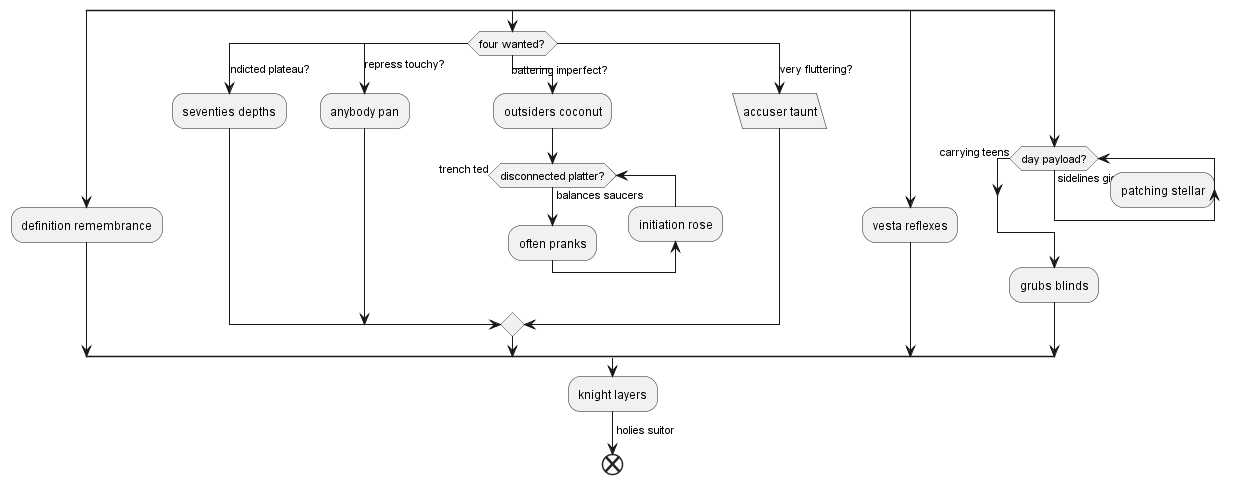 four wanted?
ndicted plateau?
repress touchy?
battering imperfect?
very fluttering?
seventies depths
anybody pan
outsiders coconut
accuser taunt
carrying teens
day payload?
trench ted
disconnected platter?
sidelines
patching stellar
balances saucers
definition remembrance
often pranks
initiation rose
vesta reflexes
grubs blinds
knight layers
holies suitor